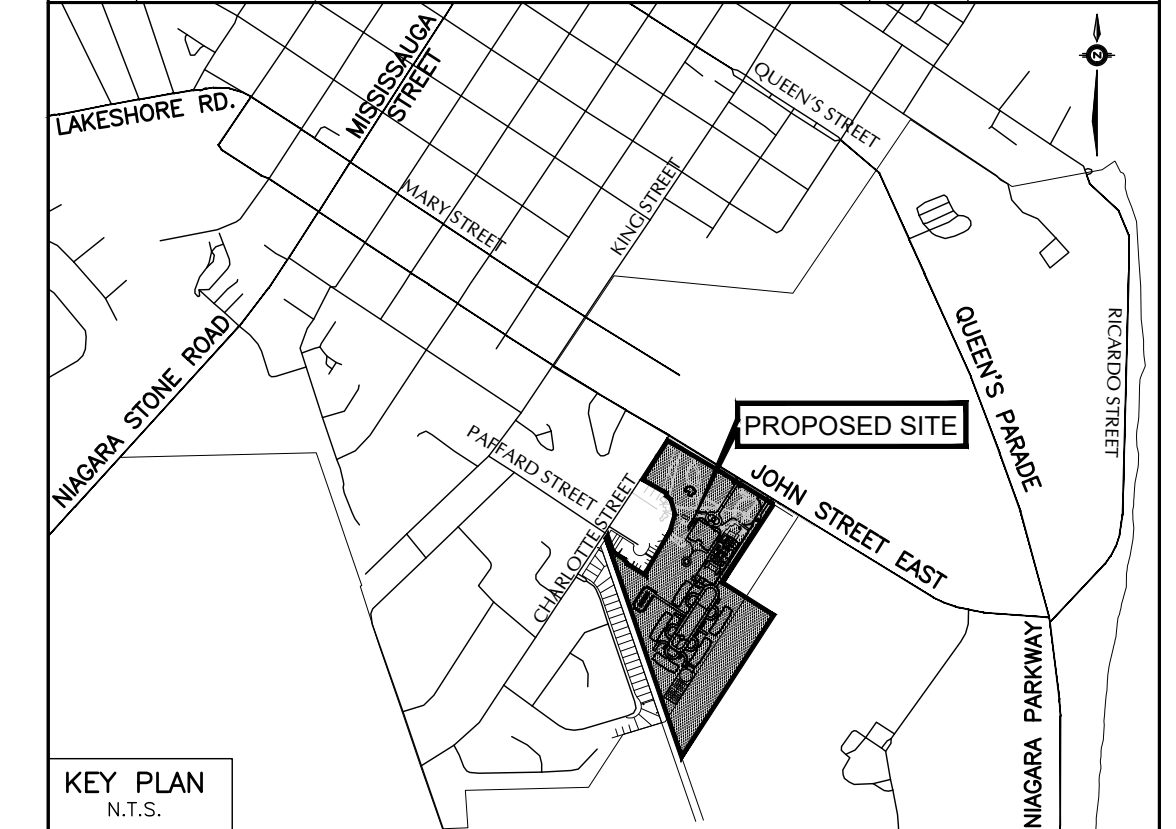 MISSISSAUGA
STREET
LAKESHORE RD.
QUEEN'S STREET
MARY STREET
KING STREET
NIAGARA STONE ROAD
QUEEN'S PARADE
RICARDO STREET
PROPOSED SITE
PAFFARD STREET
JOHN STREET EAST
CHARLOTTE STREET
NIAGARA PARKWAY
KEY PLAN
N.T.S.
Z